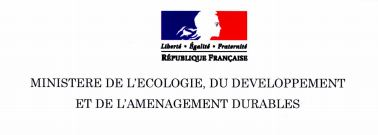 Liberté • Égalité • Fraternité
RÉPUBLIQUE FRANÇAISE
MINISTERE DE L'ECOLOGIE, DU DEVELOPPEMENT
ET DE L'AMENAGEMENT DURABLES